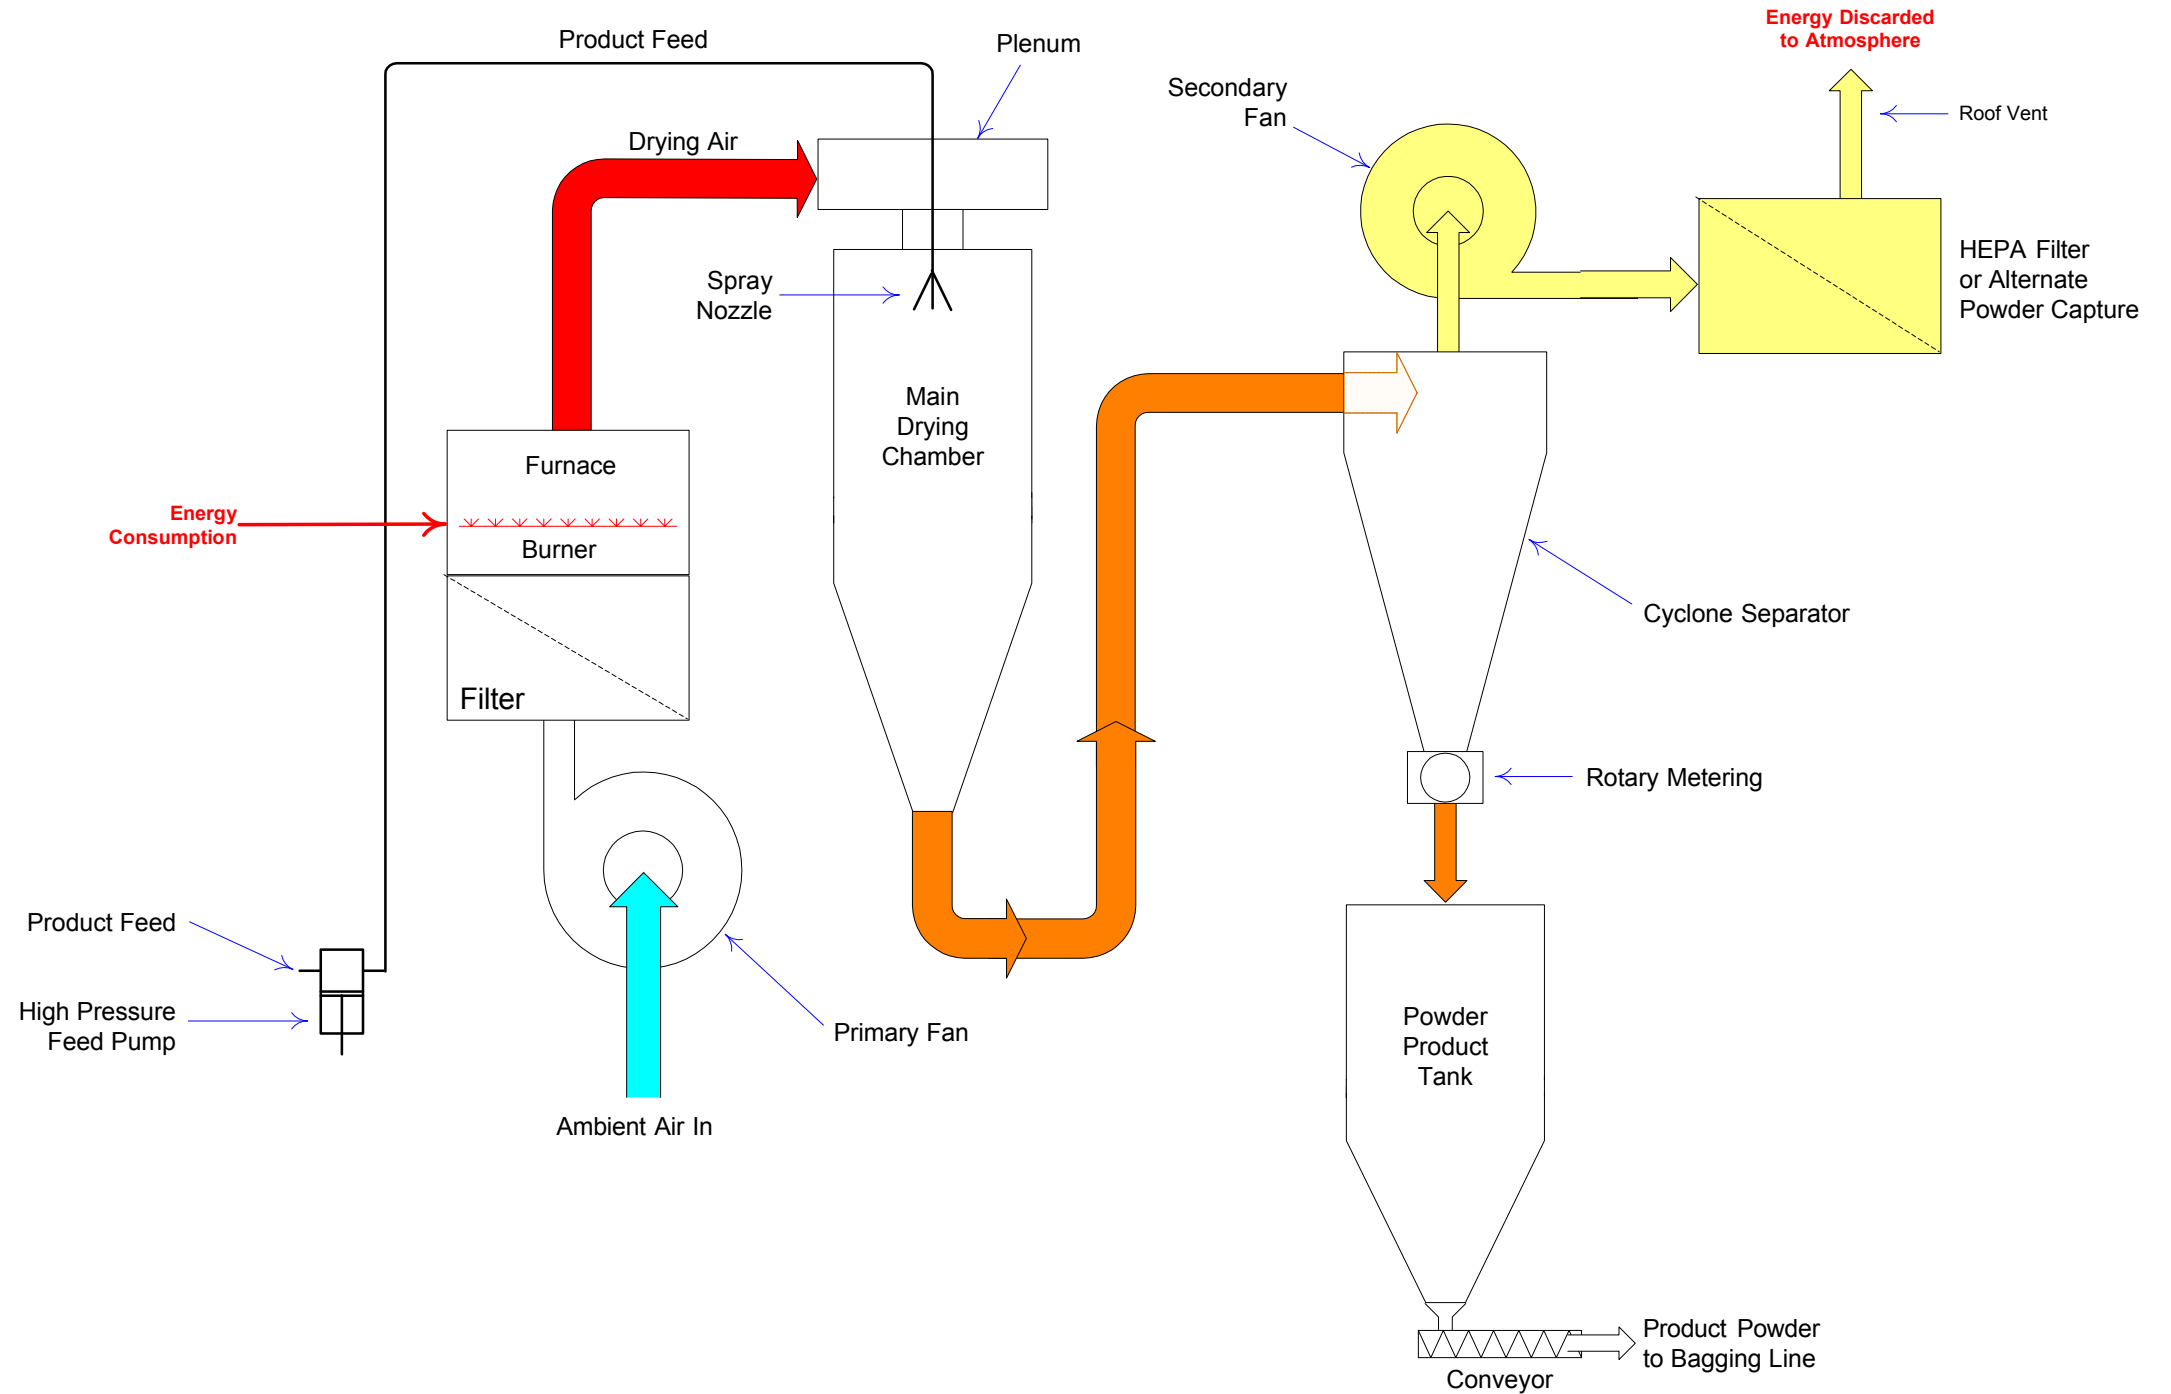 Energy Discarded
to Atmosphere
Product Feed
Plenum
Secondary
Fan
Roof Vent
Drying Air
HEPA Filter
or Alternate
Powder Capture
Spray
Nozzle
Main
Drying
Chamber
Furnace
Energy
Consumption
Burner
Cyclone Separator
Filter
Rotary Metering
Product Feed
High Pressure
Feed Pump
Primary Fan
Powder
Product
Tank
Ambient Air In
Product Powder
to Bagging Line
Conveyor